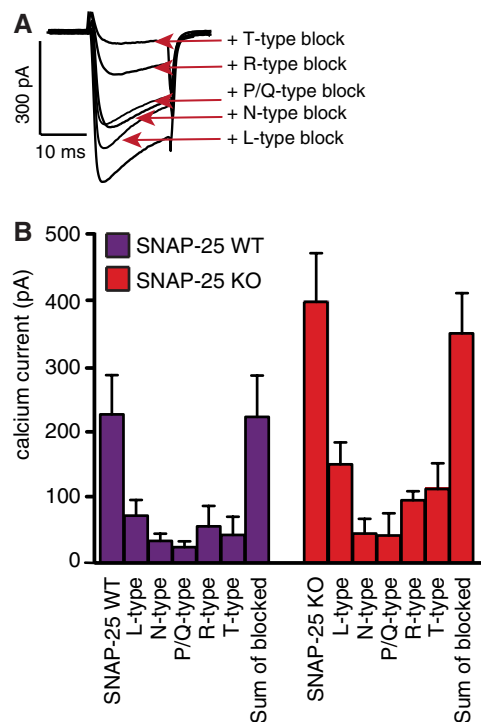 A
300 pA
10 ms
+ T-type block
+ R-type block
+ P/Q-type block
+ N-type block
+ L-type block
B
calcium current (pA)
500
400
300
200
100
0
SNAP-25 WT
SNAP-25 KO
SNAP-25 WT
L-type
N-type
P/Q-type
R-type
T-type
Sum of blocked
SNAP-25 KO
L-type
N-type
P/Q-type
R-type
T-type
Sum of blocked